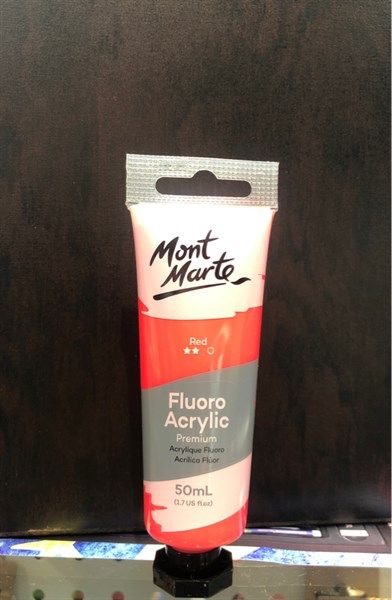 Mont
Marte
Red
★★ ○
Fluoro
Acrylic
Premium
Acrylique Fluoro
Acrílico Flúor
50mL
(1.7 US fl.oz)